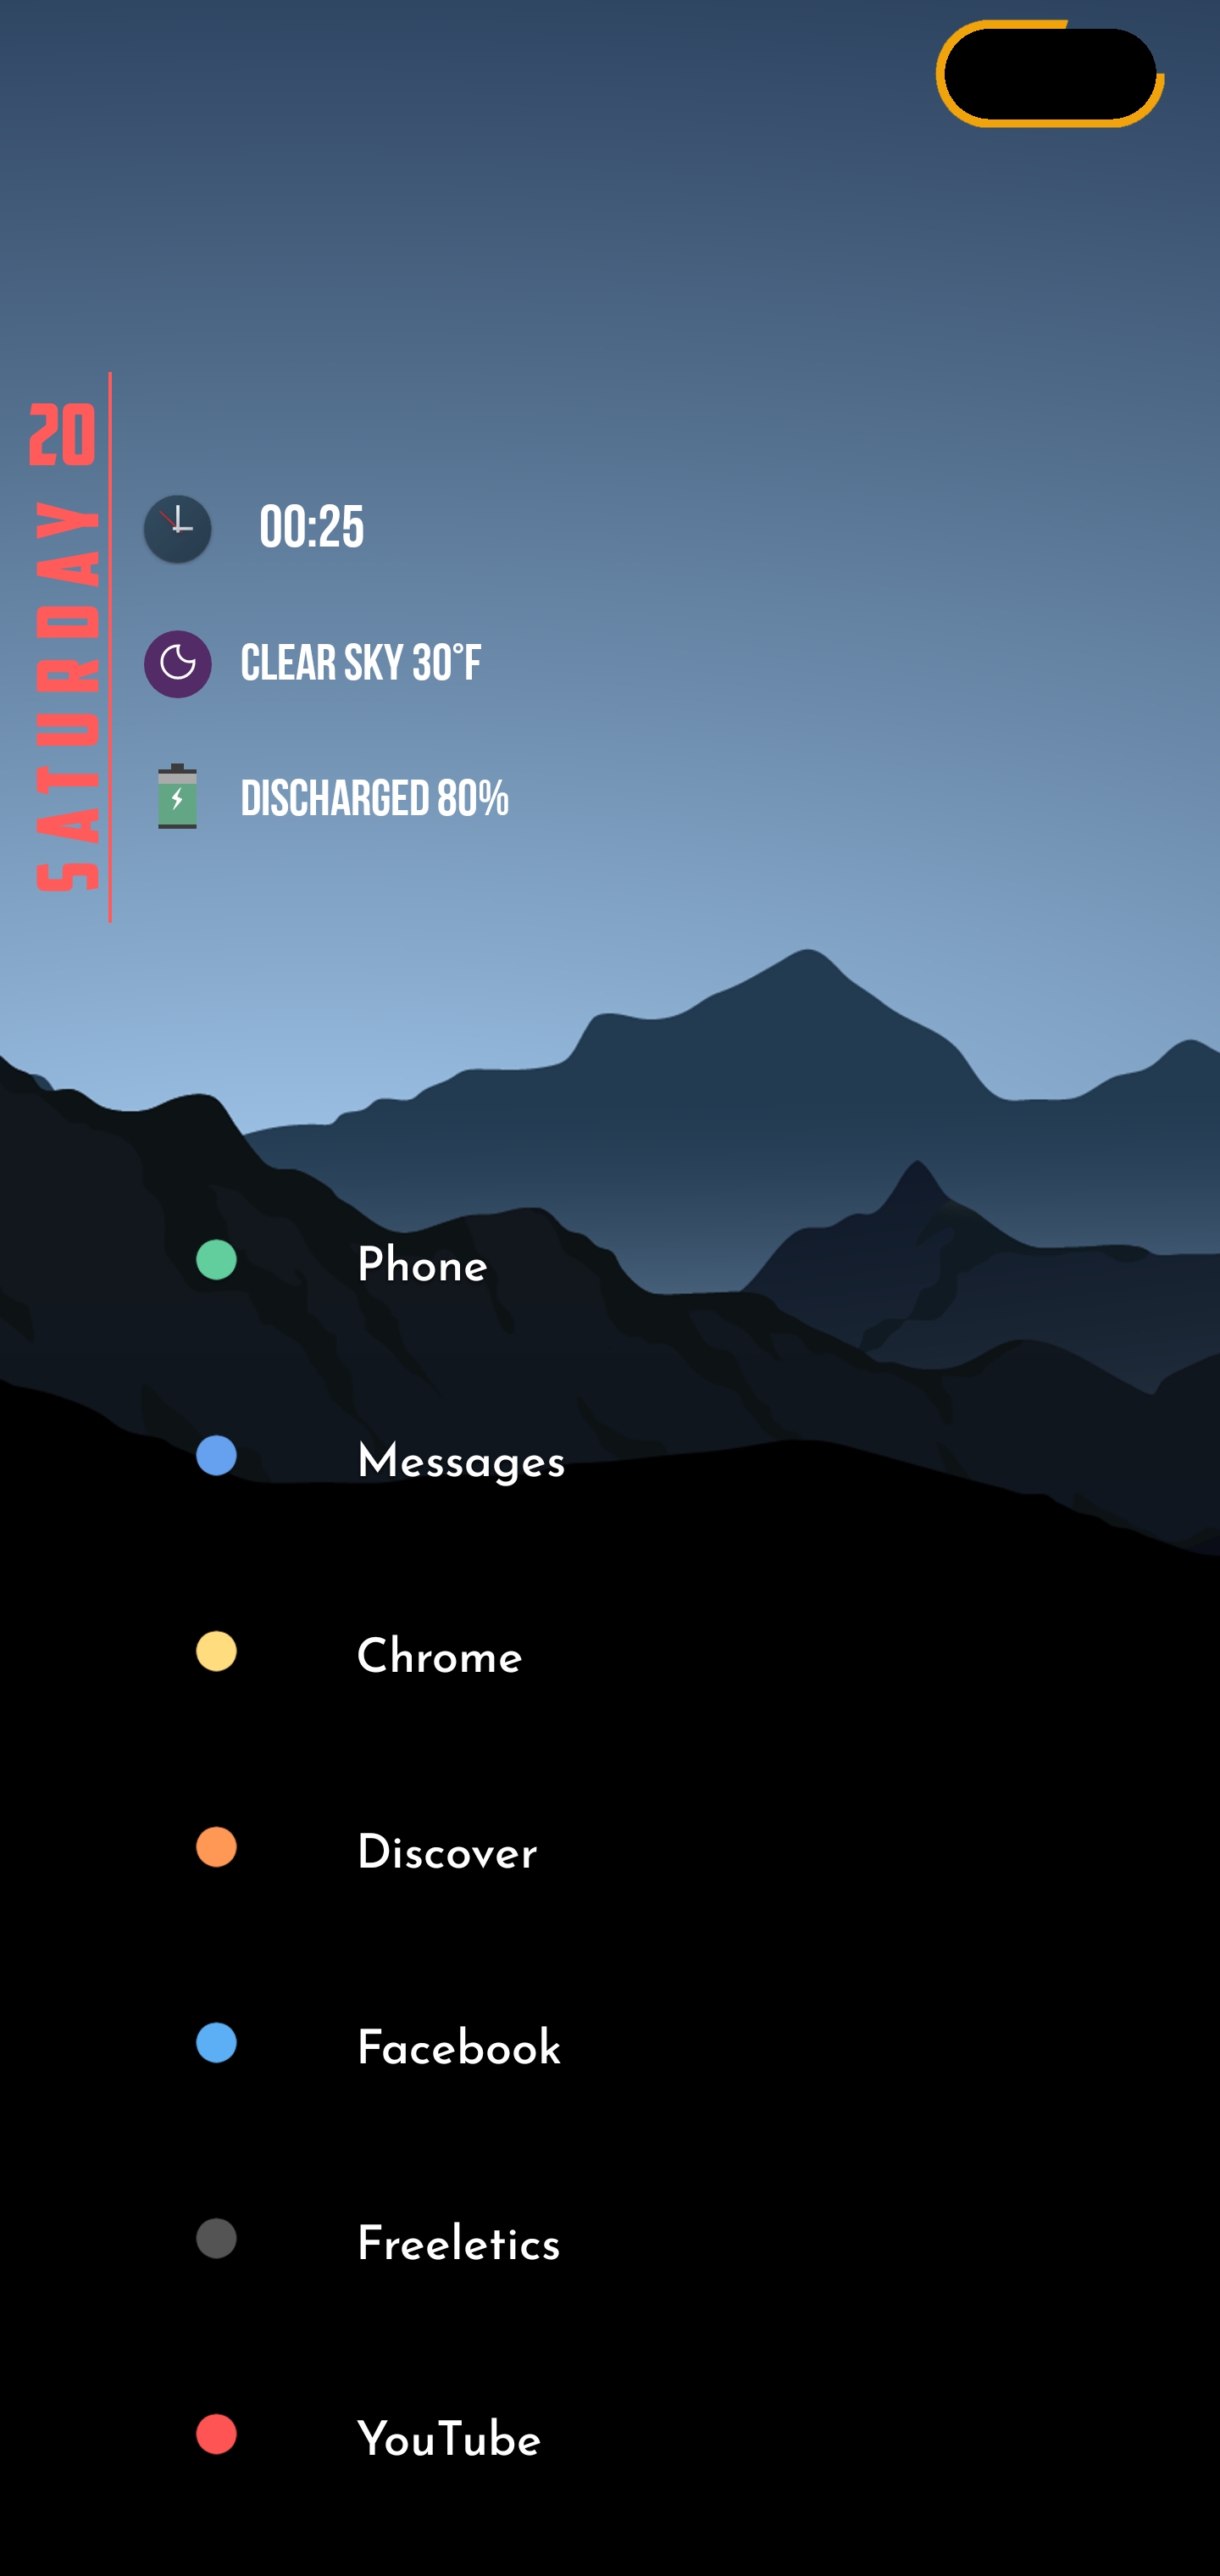 SATURDAY 20
00:25
CLEAR SKY 30°F
DISCHARGED 80%
Phone
Messages
Chrome
Discover
Facebook
Freeletics
YouTube